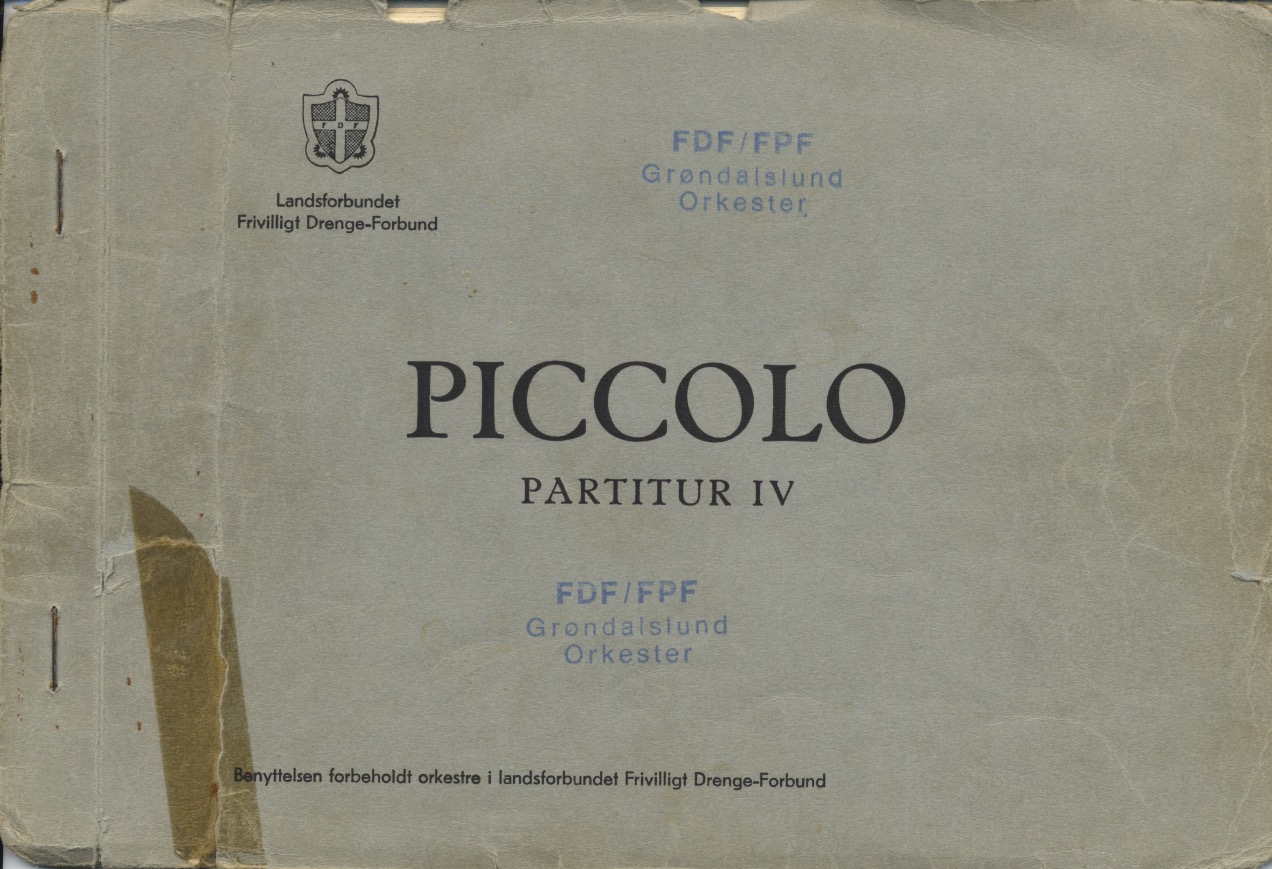 F D F
Landsforbundet
Frivilligt Drenge-Forbund
FDF/FPF
Grøndalslund
Orkester
PICCOLO
PARTITUR IV
FDF/FPF
Grøndalslund
Orkester
Benyttelsen forbeholdt orkestre i landsforbundet Frivilligt Drenge-Forbund